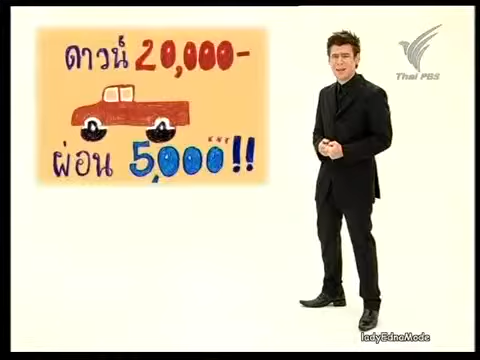 ดาวน์ 20,000-
ผ่อน 5,000 !!
Thai PBS
ladyEdnaMode